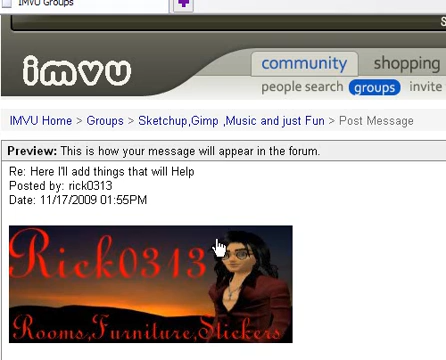 IMVU Groups
S
imvu
community shopping
people search groups invite
IMVU Home > Groups > Sketchup,Gimp ,Music and just Fun > Post Message
Preview: This is how your message will appear in the forum.
Re: Here I'll add things that will Help
Posted by: rick0313
Date: 11/17/2009 01:55PM
Rick0313
Rooms,Furniture,Stickers